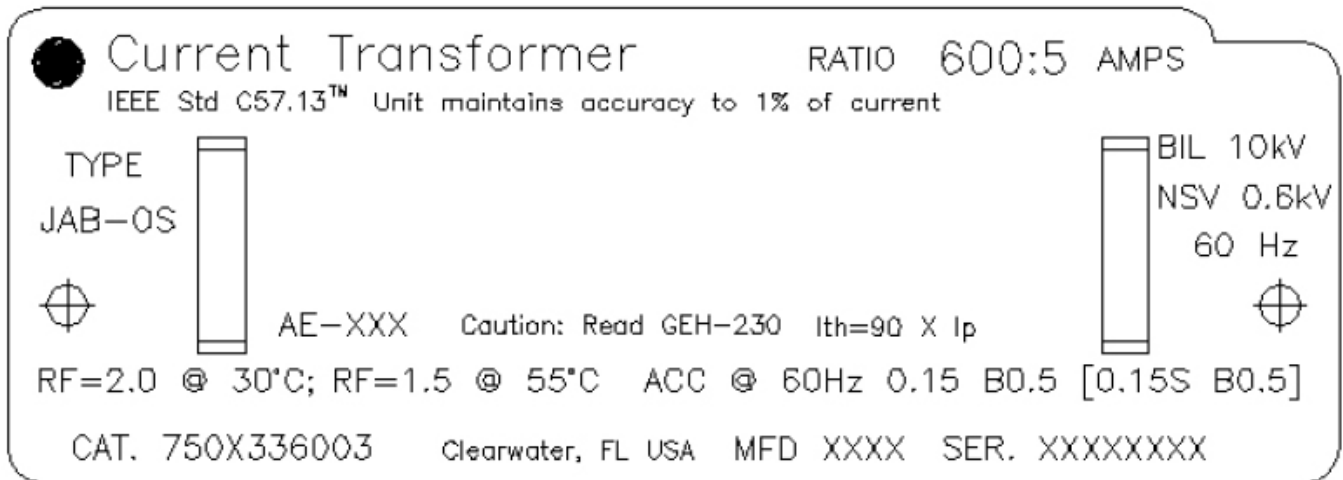 Current Transformer RATIO 600:5 AMPS
IEEE Std C57.13™ Unit maintains accuracy to 1% of current
TYPE
JAB-0S
BIL 10kV
NSV 0.6kV
60 Hz
AE-XXX Caution: Read GEH-230 Ith=90 X Ip
RF=2.0 @ 30°C; RF=1.5 @ 55°C ACC @ 60Hz 0.15 B0.5 [0.15S B0.5]
CAT. 750X336003 Clearwater, FL USA MFD XXXX SER. XXXXXXXX